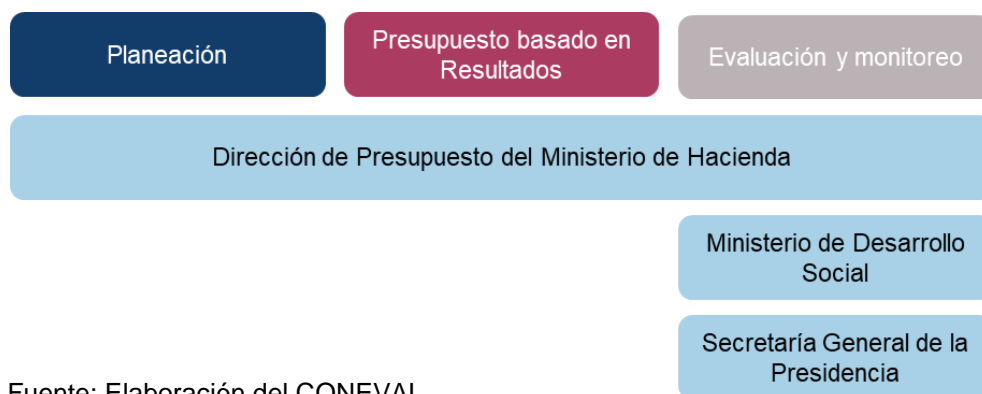 Planeación
Presupuesto basado en
Resultados
Evaluación y monitoreo
Dirección de Presupuesto del Ministerio de Hacienda
Ministerio de Desarrollo
Social
Secretaría General de la
Presidencia
Fuente: Elaboración del CONEVAL